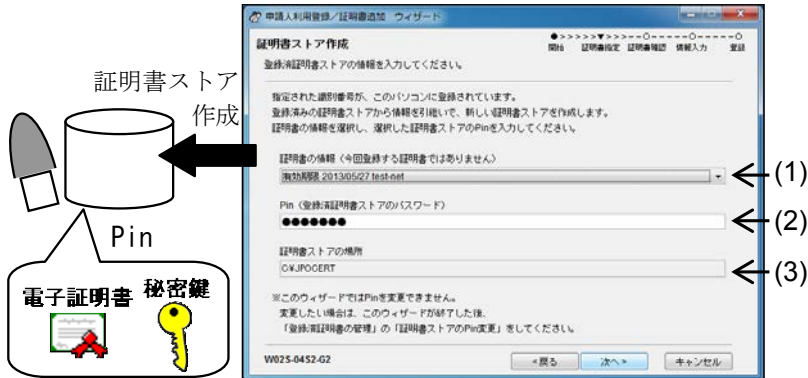 申請人利用登録/証明書追加 ウィザード
証明書ストア作成
●>>>>>▼>>>--○-----○-----○
開始 証明書指定 証明書確認 情報入力 登録
登録済証明書ストアの情報を入力してください。
証明書ストア
作成
指定された識別番号が、このパソコンに登録されています。
登録済みの証明書ストアから情報を引継いで、新しい証明書ストアを作成します。
証明書の情報を選択し、選択した証明書ストアのPinを入力してください。
証明書の情報(今回登録する証明書ではありません)
有効期限 2013/05/27 test-net
(1)
Pin(登録済証明書ストアのパスワード)
●●●●●●●
(2)
Pin
証明書ストアの場所
C:¥JPOCERT
(3)
電子証明書
秘密鍵
※このウィザードではPinを変更できません。
変更したい場合は、このウィザードが終了した後、
「登録済証明書の管理」の「証明書ストアのPin変更」をしてください。
W02S-04S2-G2
<戻る
次へ>
キャンセル